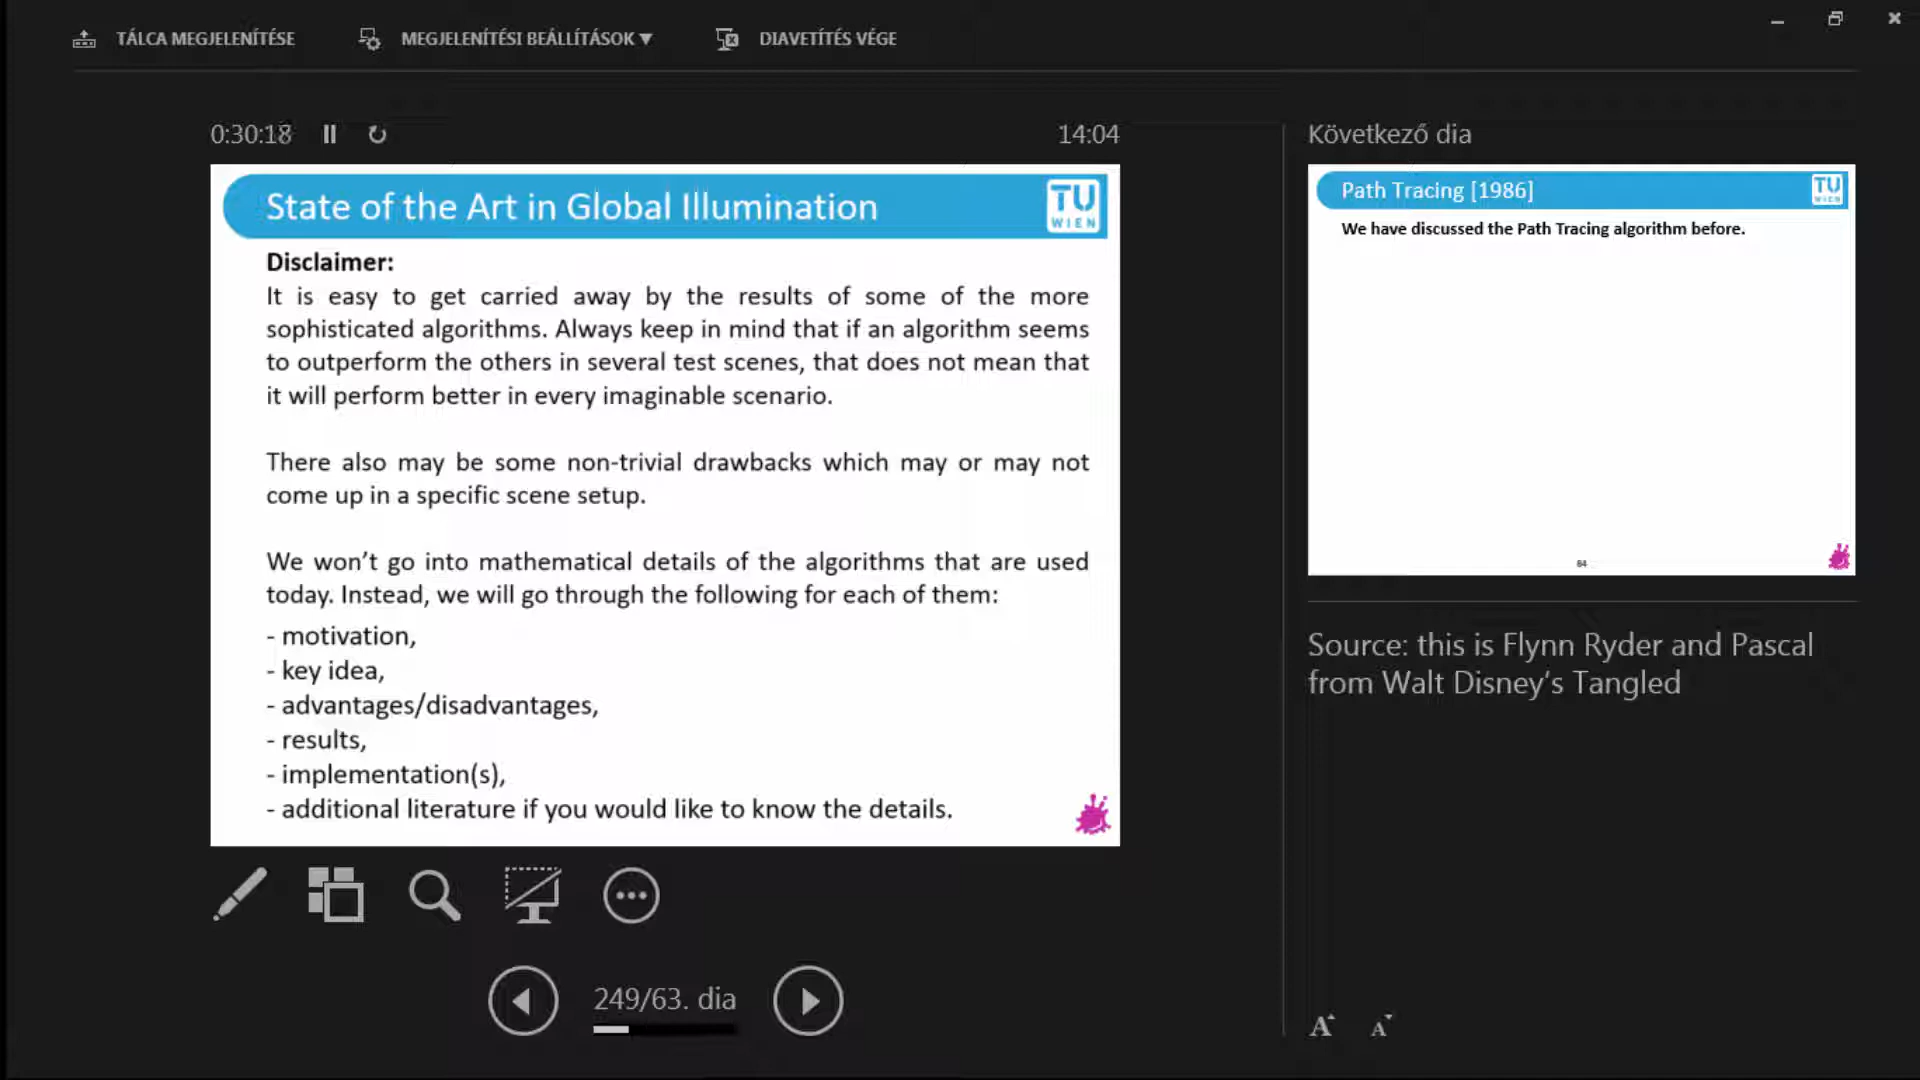 TÁLCA MEGJELENÍTÉSE
MEGJELENÍTÉSI BEÁLLÍTÁSOK ▼
DIAVETÍTÉS VÉGE
0:30:18
14:04
State of the Art in Global Illumination
TU
WIEN
Disclaimer:
It is easy to get carried away by the results of some of the more
sophisticated algorithms. Always keep in mind that if an algorithm seems
to outperform the others in several test scenes, that does not mean that
it will perform better in every imaginable scenario.
There also may be some non-trivial drawbacks which may or may not
come up in a specific scene setup.
We won't go into mathematical details of the algorithms that are used
today. Instead, we will go through the following for each of them:
- motivation,
- key idea,
- advantages/disadvantages,
- results,
- implementation(s),
- additional literature if you would like to know the details.
249/63. dia
Következő dia
Path Tracing [1986]
TU
WIEN
We have discussed the Path Tracing algorithm before.
64
Source: this is Flynn Ryder and Pascal
from Walt Disney's Tangled
A A